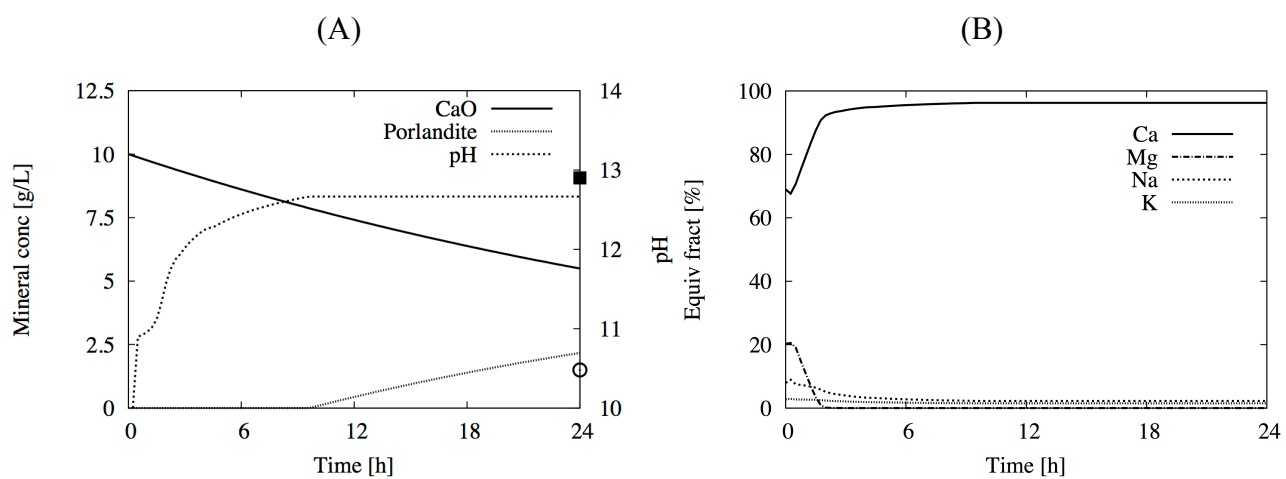 (A)
12.5
10
7.5
5
2.5
0
Mineral conc [g/L]
CaO
Porlandite
pH
14
13
12
11
10
pH
0
6
12
18
24
Time [h]
(B)
100
80
60
40
20
0
Equiv fract [%]
Ca
Mg
Na
K
0
6
12
18
24
Time [h]